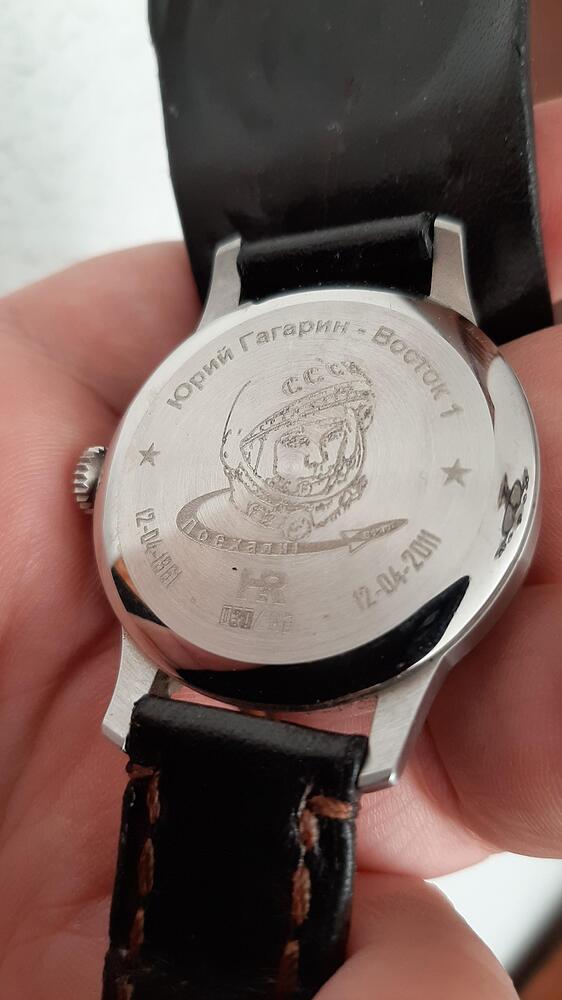 Юрий Гагарин - Восток 1
СССР
Поехали!
12-04-1961
12-04-2011